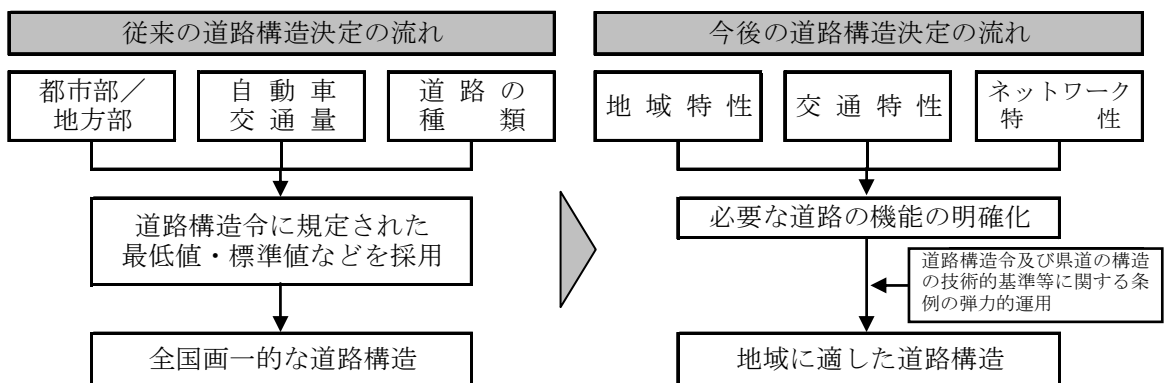 従来の道路構造決定の流れ
都市部／
地方部
自動車
交通量
道路の
種類
道路構造令に規定された
最低値・標準値などを採用
全国画一的な道路構造
今後の道路構造決定の流れ
地域特性
交通特性
ネットワーク
特性
必要な道路の機能の明確化
道路構造令及び県道の構造
の技術的基準等に関する条
例の弾力的運用
地域に適した道路構造